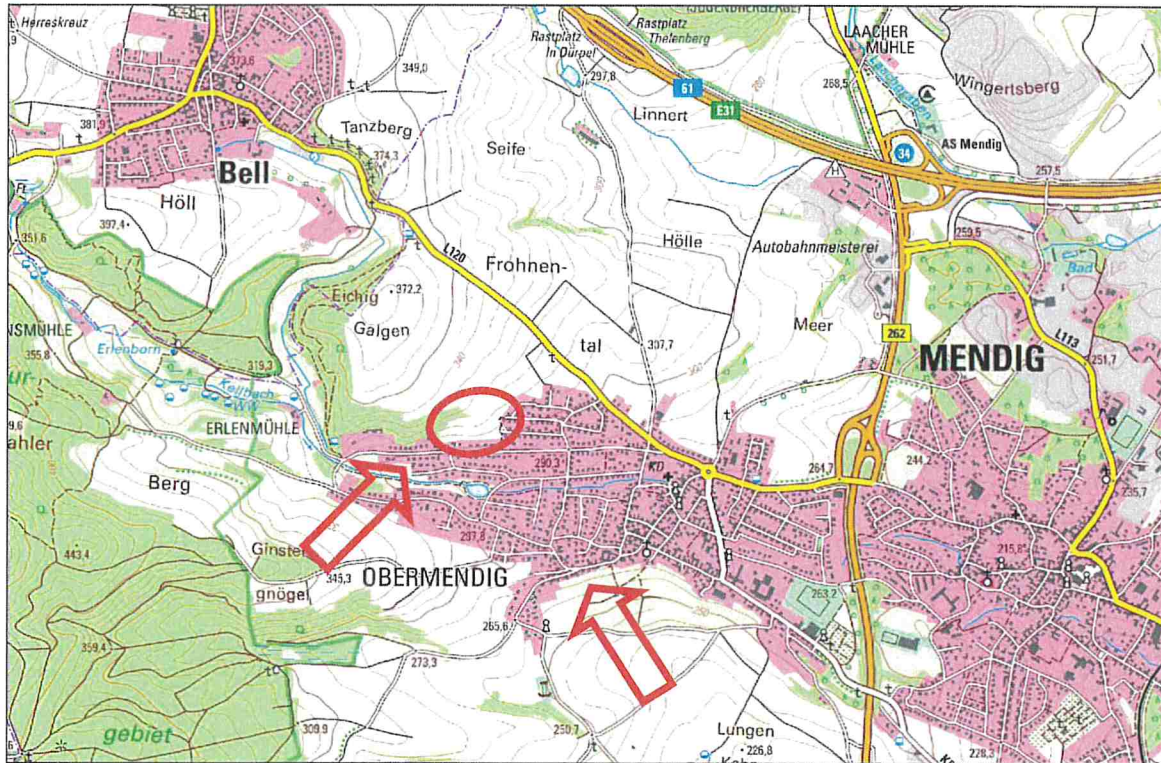 Herreskreuz
373,6
349,0
381,9
Tanzberg
374,3
Bell
Höll
397,4
Ft.
351,6
Rastplatz
In Dürpel
297,8
Rastplatz
Thelenberg
61
E31
Linnert
Seife
LAACHER
MÜHLE
268,5
Wingertsberg
AS Mendig
34
257,5
L120
Hölle
Autobahnmeisterei
259,5
Bad
Frohnen-
tal
Eichig
372,2
Galgen
Meer
262
MENDIG
L113
251,7
307,7
NSMÜHLE
355,8
Erlenborn
319,3
Kellbach
ERLENMÜHLE
ur-
ahler
Berg
290,3
KD
264,7
244,2
235,7
443,4
Ginster
gnögel
346,3
297,8
OBERMENDIG
215,8
263,2
265,6
359,4
273,3
309,9
250,7
gebiet
Lungen
226,8
228,3